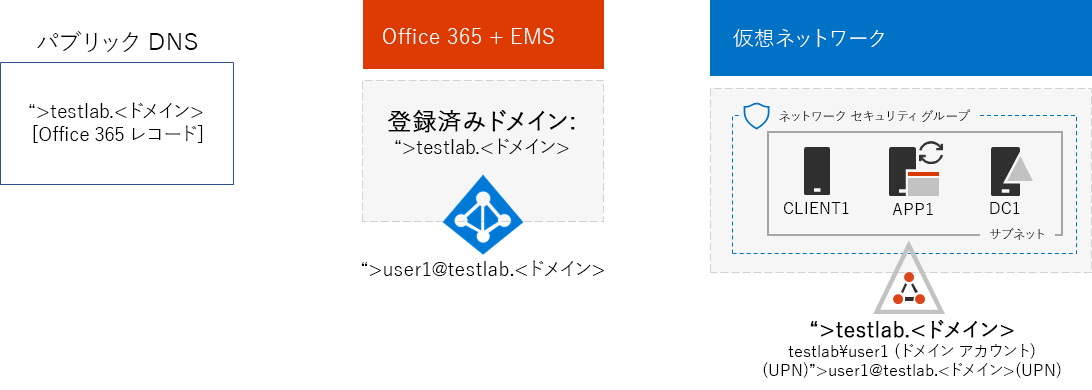 パブリック DNS
“>testlab.<ドメイン>
[Office 365 レコード]
Office 365 + EMS
登録済みドメイン:
“>testlab.<ドメイン>
“>user1@testlab.<ドメイン>
仮想ネットワーク
ネットワーク セキュリティ グループ
CLIENT1
APP1
DC1
サブネット
“>testlab.<ドメイン>
testlab¥user1 (ドメイン アカウント)
(UPN)”>user1@testlab.<ドメイン>(UPN)